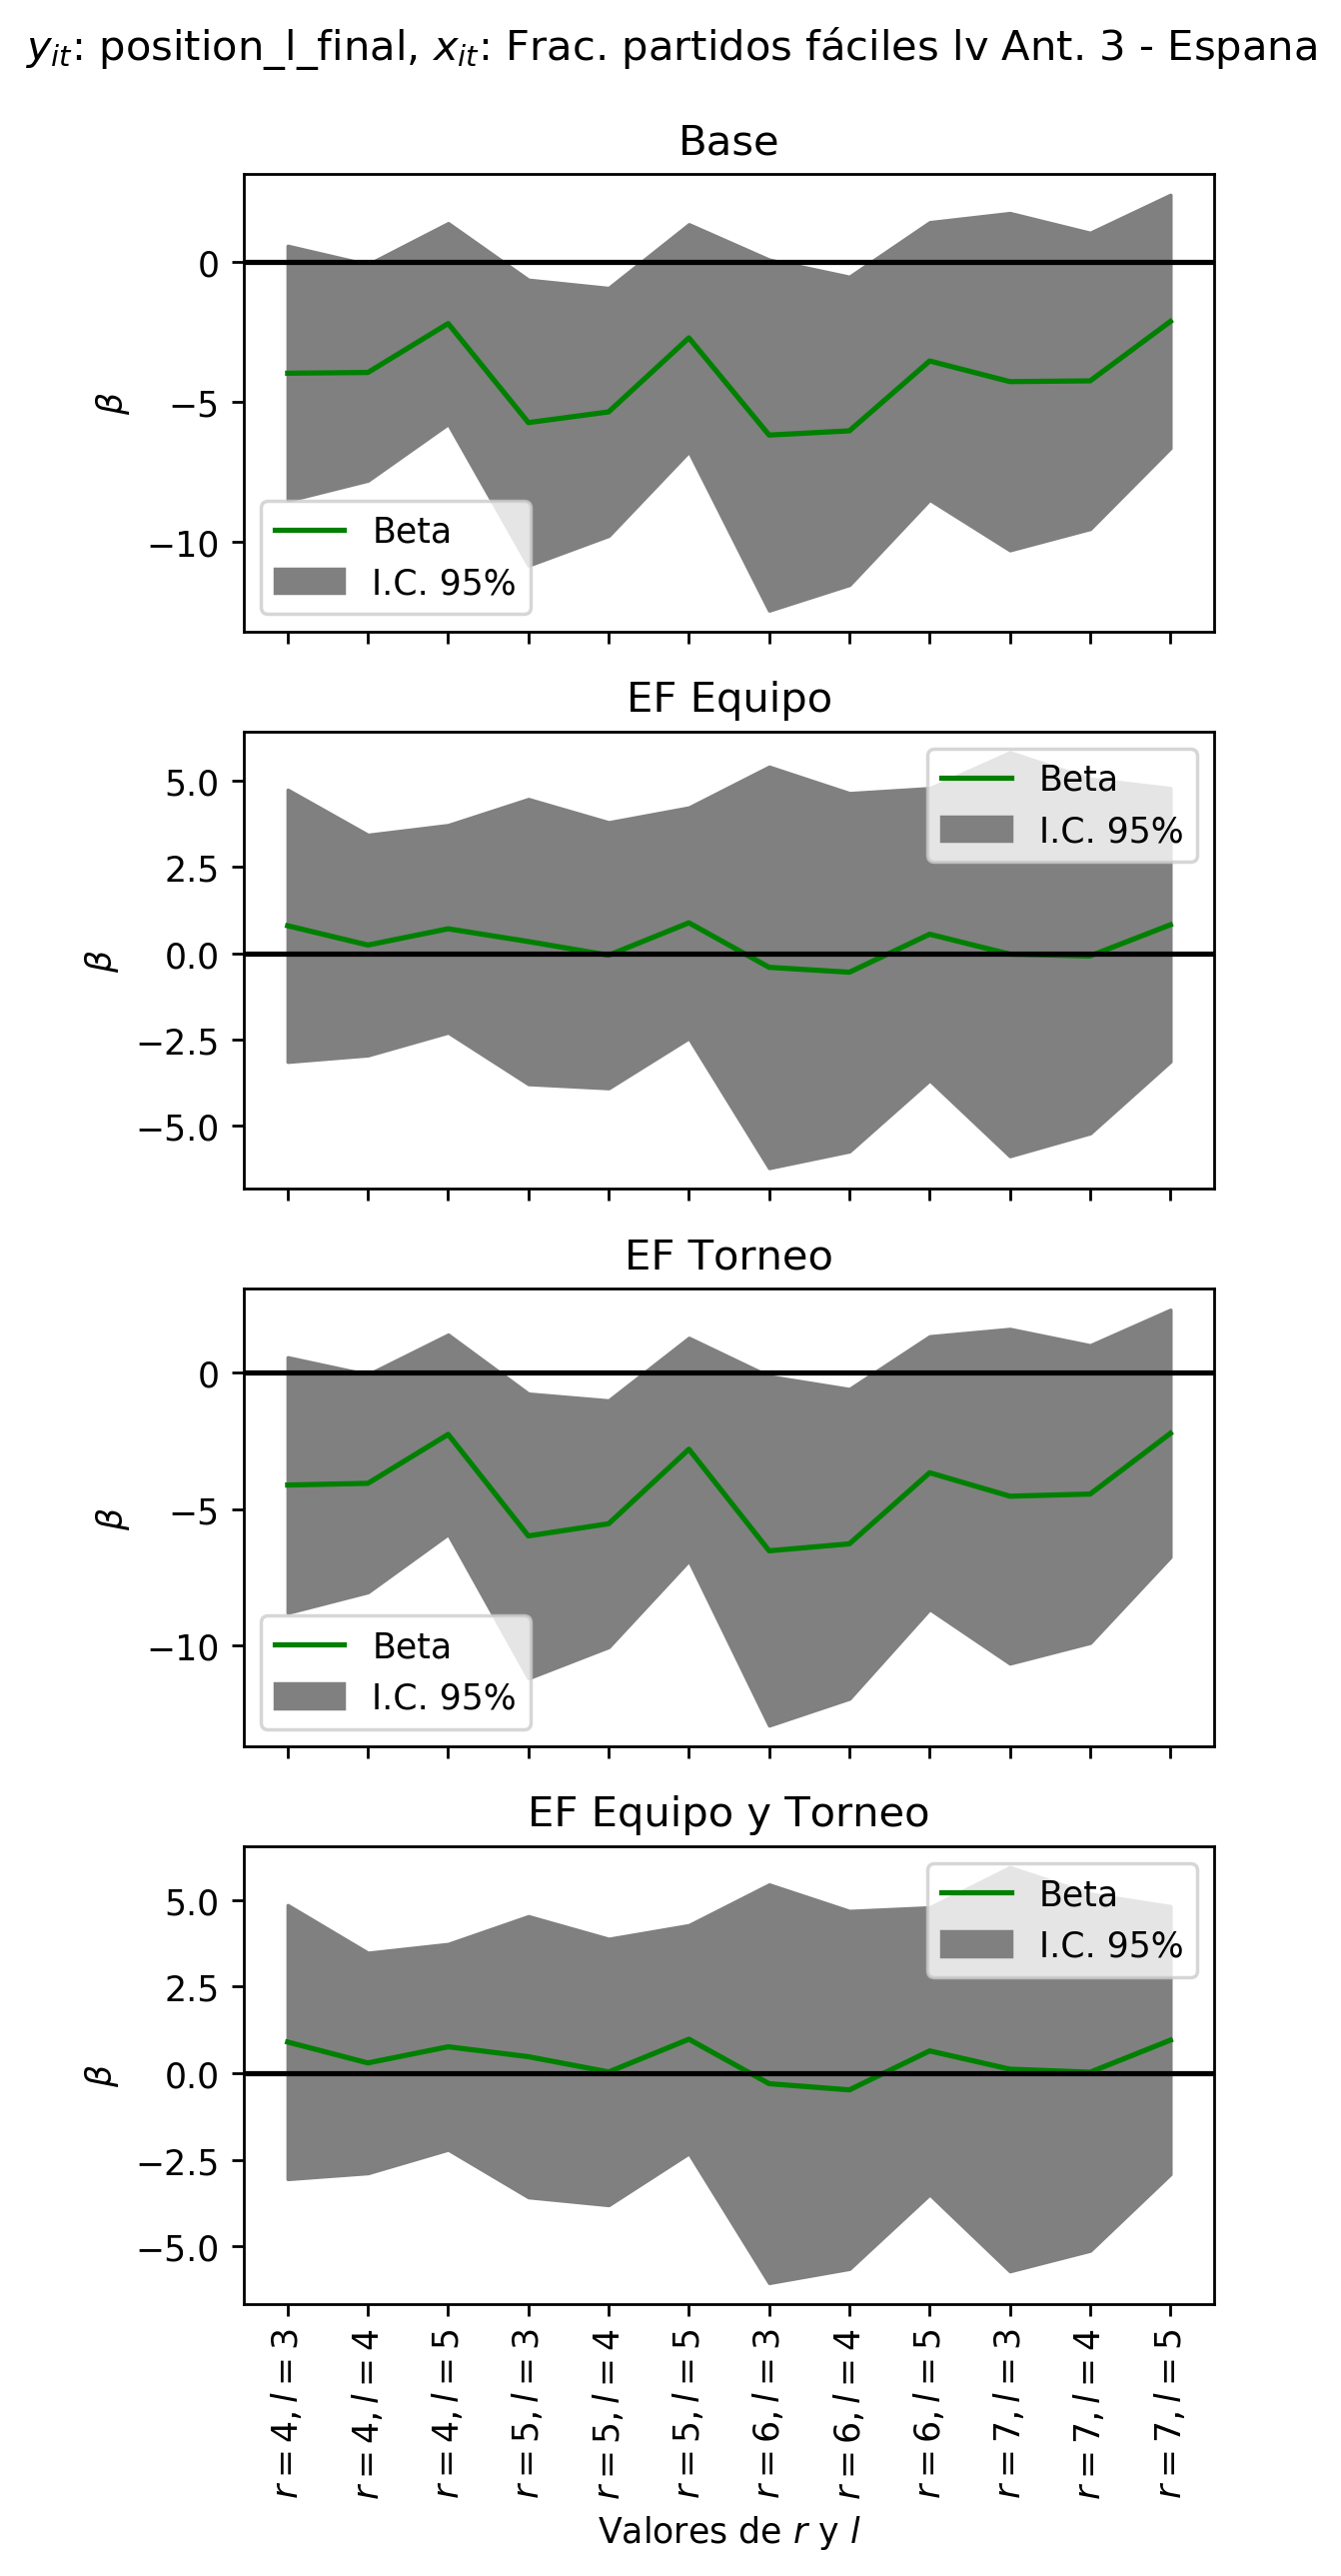 y_it: position_l_final, x_it: Frac. partidos fáciles lv Ant. 3 - Espana
Base
0
−5
−10
β
Beta
I.C. 95%
EF Equipo
5.0
2.5
0.0
−2.5
−5.0
β
Beta
I.C. 95%
EF Torneo
0
−5
−10
β
Beta
I.C. 95%
EF Equipo y Torneo
5.0
2.5
0.0
−2.5
−5.0
β
Beta
I.C. 95%
r = 4, l = 3
r = 4, l = 4
r = 4, l = 5
r = 5, l = 3
r = 5, l = 4
r = 5, l = 5
r = 6, l = 3
r = 6, l = 4
r = 6, l = 5
r = 7, l = 3
r = 7, l = 4
r = 7, l = 5
Valores de r y l